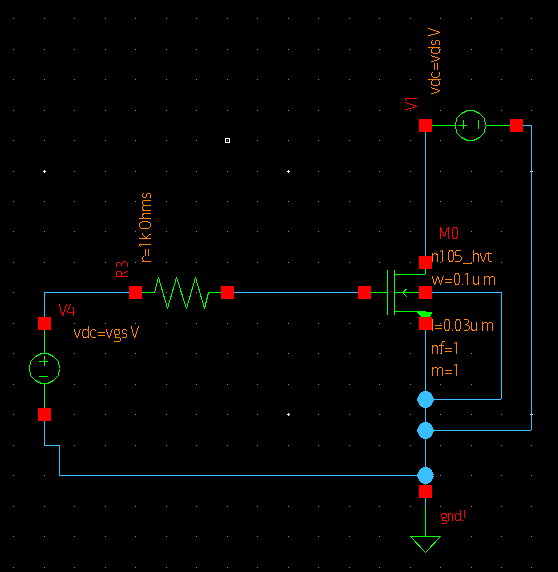 vdc=vds V
V1
r=1k Ohms
R3
M0
n105_hvt
w=0.1u m
V4
vdc=vgs V
l=0.03u m
nf=1
m=1
gnd!